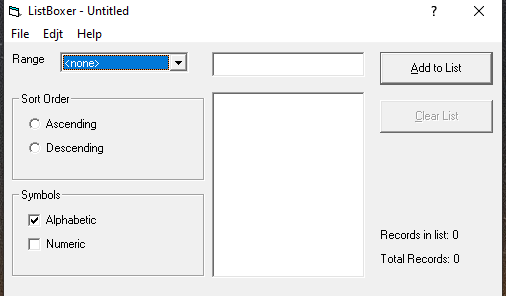 ListBoxer - Untitled
?
File Edjt Help
Range <none>
Add to List
Sort Order
Ascending
Descending
Clear List
Symbols
Alphabetic
Numeric
Records in list: 0
Total Records: 0